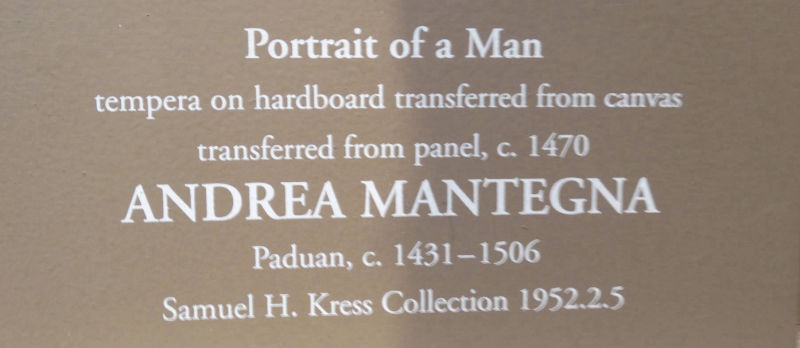 Portrait of a Man
tempera on hardboard transferred from canvas
transferred from panel, c. 1470
ANDREA MANTEGNA
Paduan, c. 1431–1506
Samuel H. Kress Collection 1952.2.5